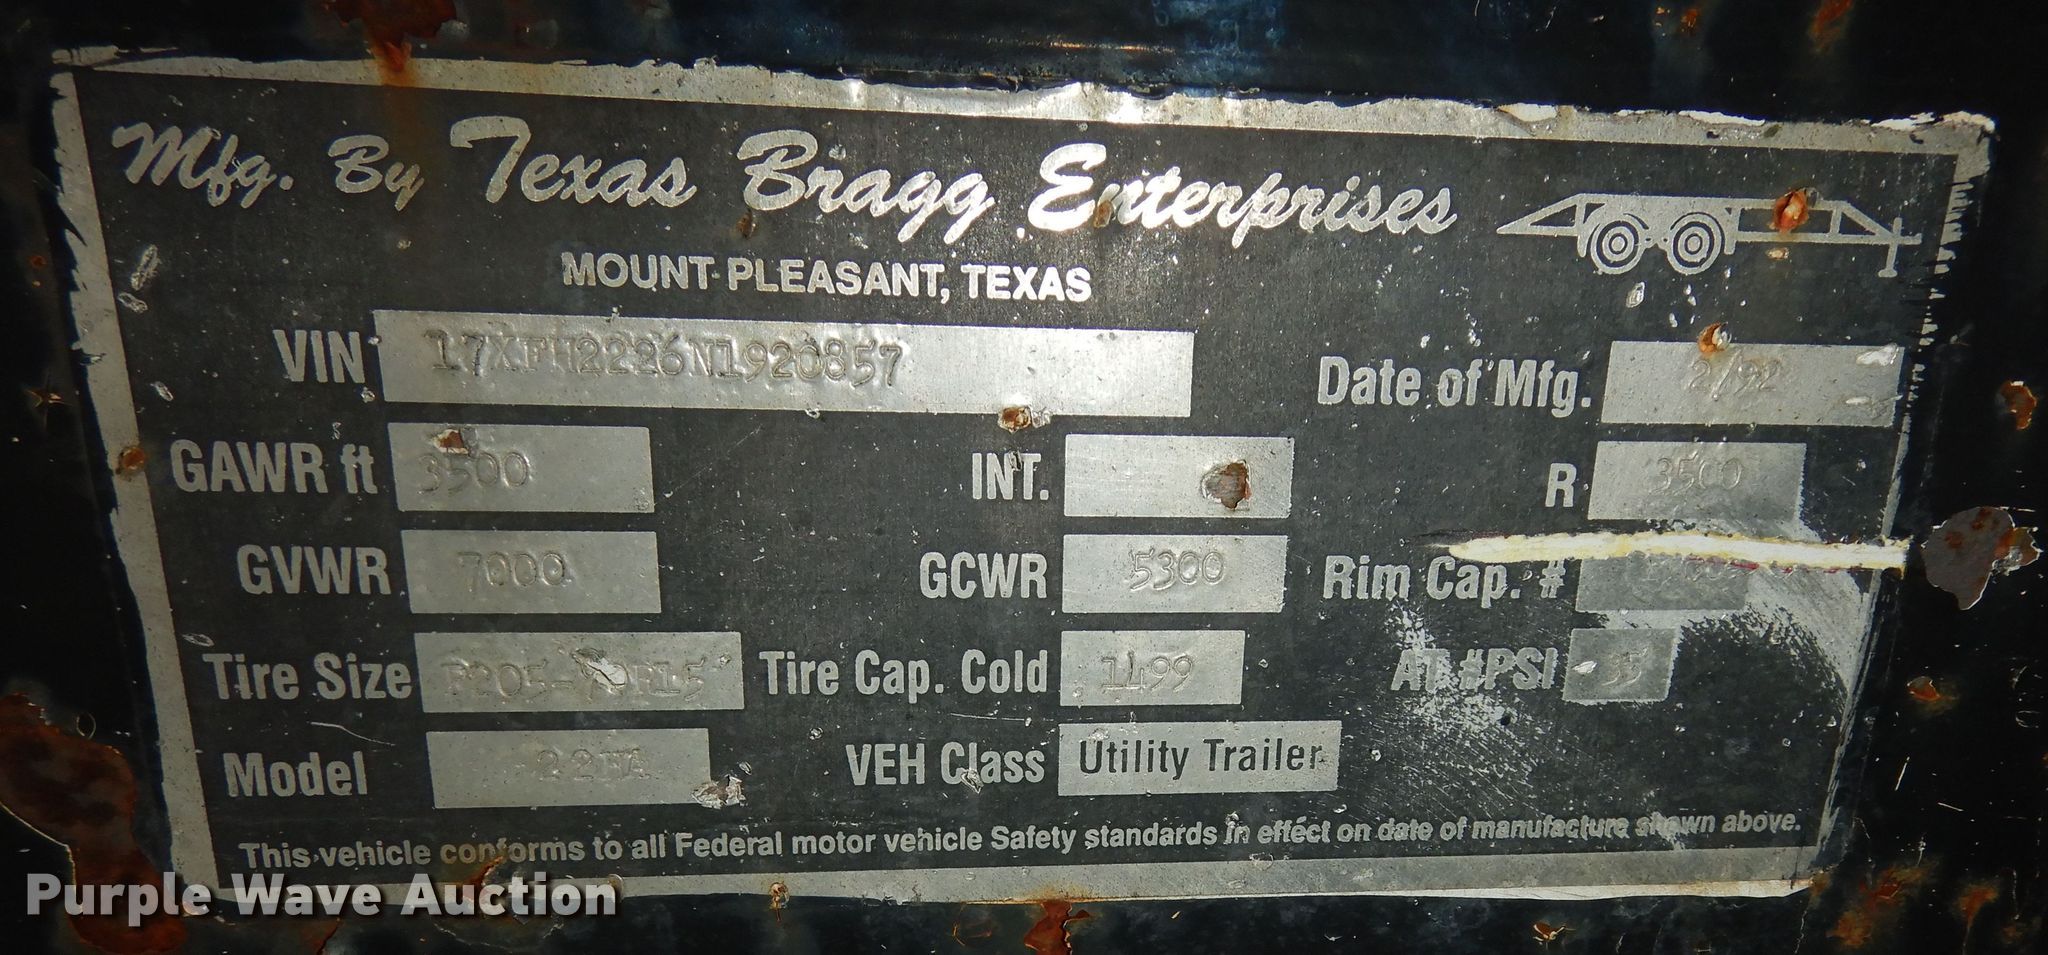 Mfg. By Texas Bragg Enterprises
MOUNT PLEASANT, TEXAS
VIN 17XFH2226N1920857 Date of Mfg. 2/92
GAWR ft 3500 INT. R 3500
GVWR 7000 GCWR 5300 Rim Cap. #
Tire Size Tire Cap. Cold 1499 AT #PSI 35
Model VEH Class Utility Trailer
This vehicle conforms to all Federal motor vehicle Safety standards in effect on date of manufacture shown above.
Purple Wave Auction